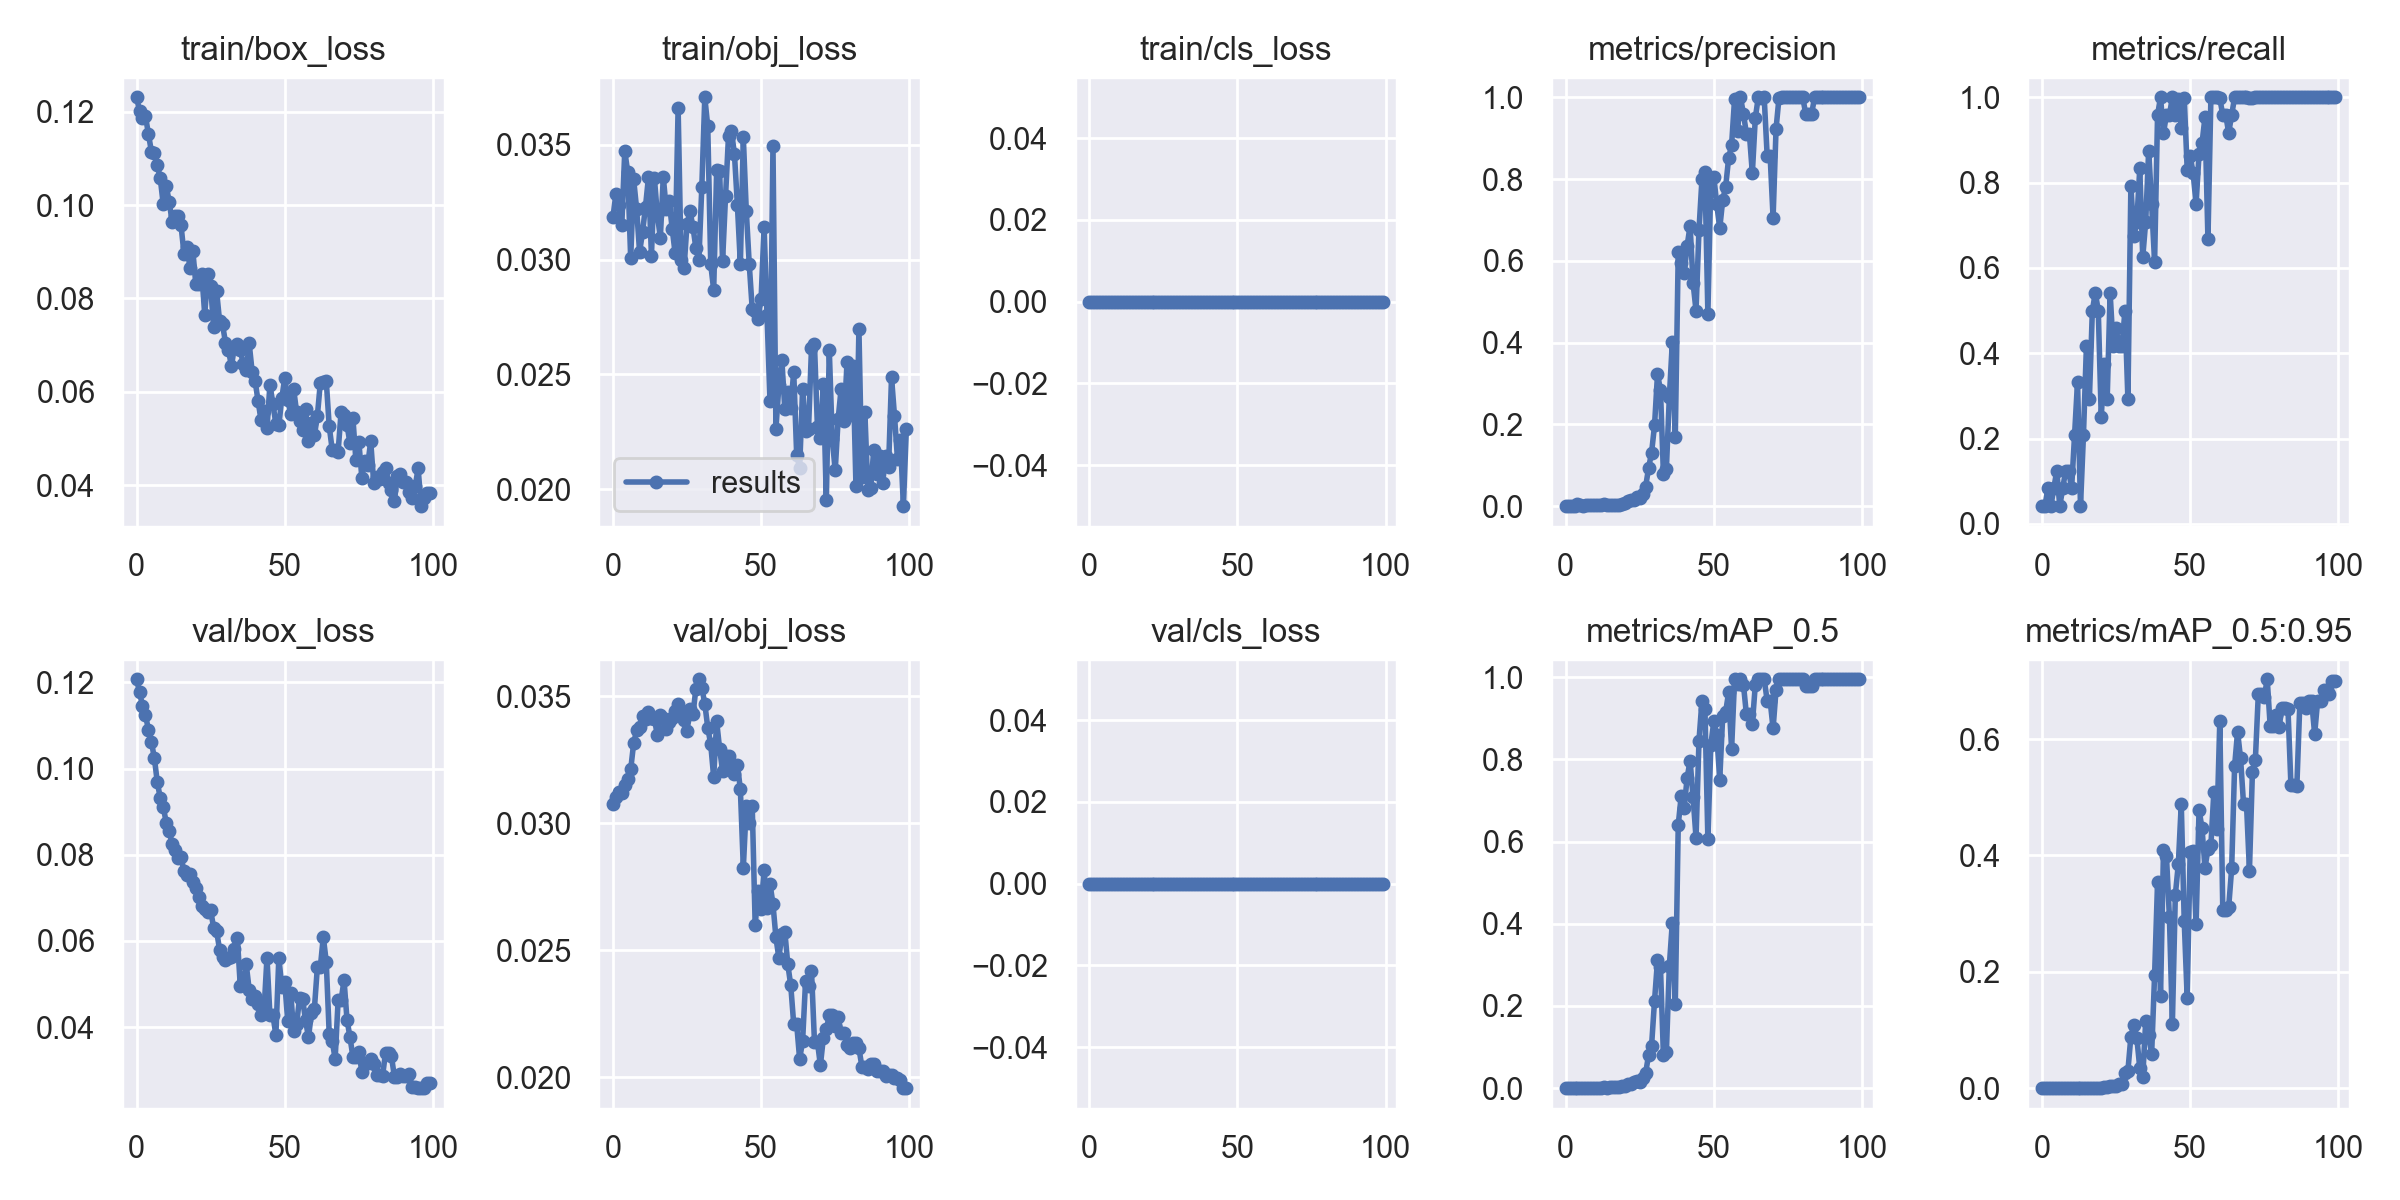 train/box_loss
0.12
0.10
0.08
0.06
0.04
0 50 100
train/obj_loss
0.035
0.030
0.025
0.020
results
0 50 100
train/cls_loss
0.04
0.02
0.00
−0.02
−0.04
0 50 100
metrics/precision
1.0
0.8
0.6
0.4
0.2
0.0
0 50 100
metrics/recall
1.0
0.8
0.6
0.4
0.2
0.0
0 50 100
val/box_loss
0.12
0.10
0.08
0.06
0.04
0 50 100
val/obj_loss
0.035
0.030
0.025
0.020
0 50 100
val/cls_loss
0.04
0.02
0.00
−0.02
−0.04
0 50 100
metrics/mAP_0.5
1.0
0.8
0.6
0.4
0.2
0.0
0 50 100
metrics/mAP_0.5:0.95
0.6
0.4
0.2
0.0
0 50 100